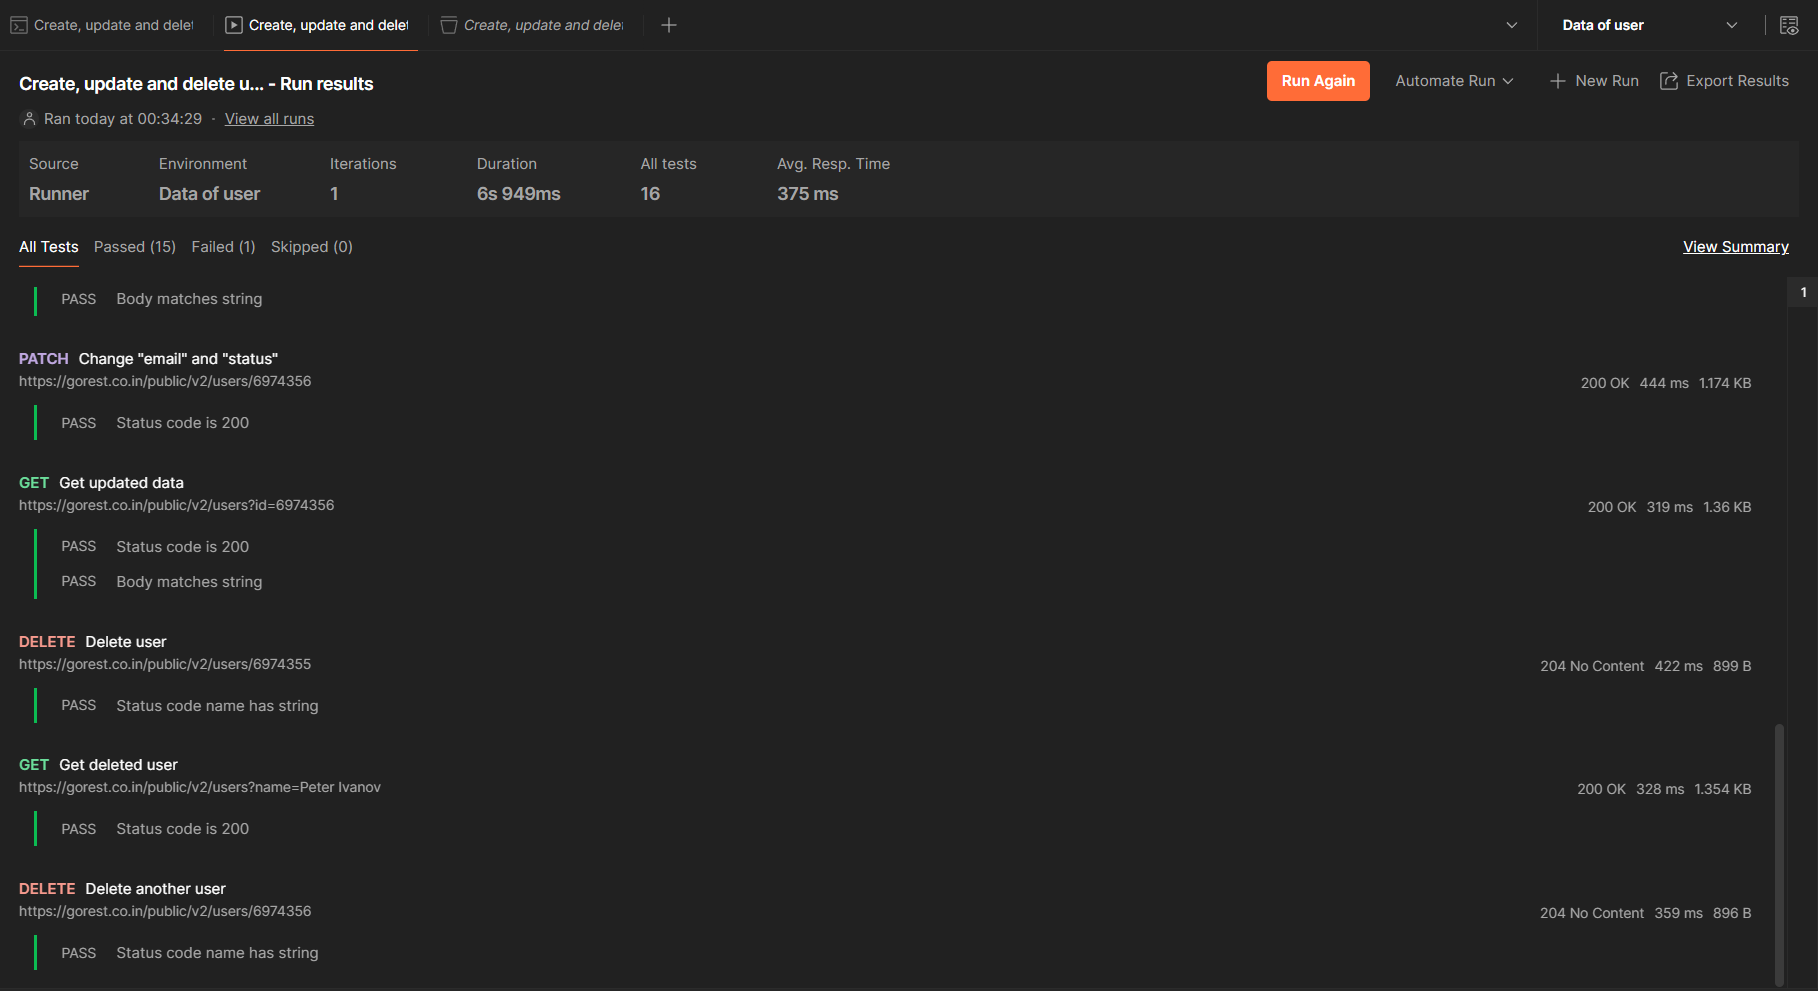 Create, update and delet
Create, update and delet
Create, update and dele
Data of user
Create, update and delete u... - Run results
Run Again
Automate Run
New Run
Export Results
Ran today at 00:34:29 · View all runs
Source
Environment
Iterations
Duration
All tests
Avg. Resp. Time
Runner
Data of user
1
6s 949ms
16
375 ms
All Tests
Passed (15)
Failed (1)
Skipped (0)
View Summary
1
PASS Body matches string
PATCH Change "email" and "status"
https://gorest.co.in/public/v2/users/6974356
200 OK 444 ms 1.174 KB
PASS Status code is 200
GET Get updated data
https://gorest.co.in/public/v2/users?id=6974356
200 OK 319 ms 1.36 KB
PASS Status code is 200
PASS Body matches string
DELETE Delete user
https://gorest.co.in/public/v2/users/6974355
204 No Content 422 ms 899 B
PASS Status code name has string
GET Get deleted user
https://gorest.co.in/public/v2/users?name=Peter Ivanov
200 OK 328 ms 1.354 KB
PASS Status code is 200
DELETE Delete another user
https://gorest.co.in/public/v2/users/6974356
204 No Content 359 ms 896 B
PASS Status code name has string